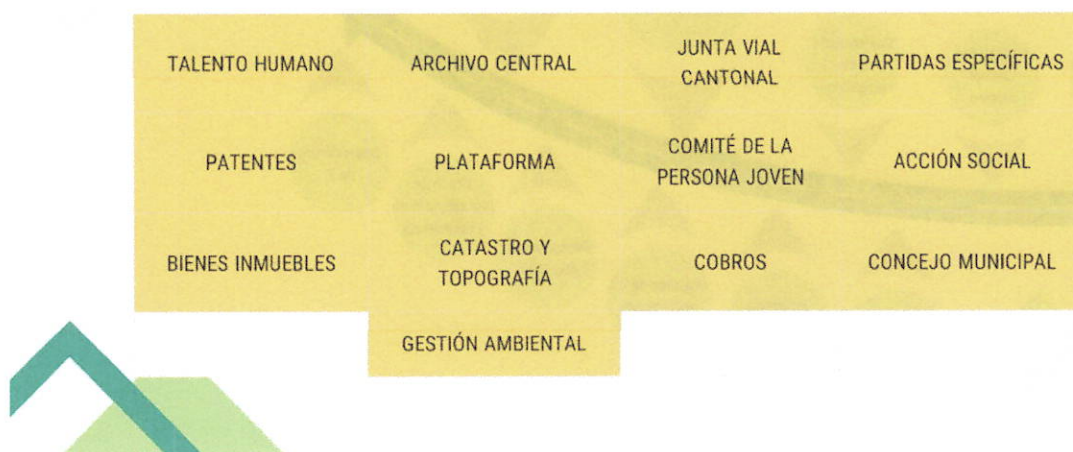 TALENTO HUMANO
ARCHIVO CENTRAL
JUNTA VIAL
CANTONAL
PARTIDAS ESPECÍFICAS
PATENTES
PLATAFORMA
COMITÉ DE LA
PERSONA JOVEN
ACCIÓN SOCIAL
BIENES INMUEBLES
CATASTRO Y
TOPOGRAFÍA
COBROS
CONCEJO MUNICIPAL
GESTIÓN AMBIENTAL